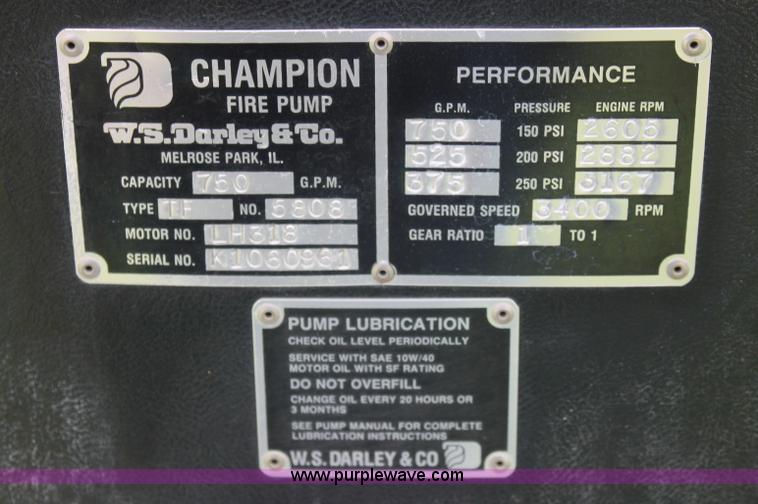 CHAMPION
FIRE PUMP
W.S.Darley & Co.
MELROSE PARK, IL.
CAPACITY 750 G.P.M.
TYPE TF NO. 5808
MOTOR NO. LH318
SERIAL NO. K1060961
PERFORMANCE
G.P.M. PRESSURE ENGINE RPM
750 150 PSI 2605
525 200 PSI 2882
375 250 PSI 3167
GOVERNED SPEED 3400 RPM
GEAR RATIO 1 TO 1
PUMP LUBRICATION
CHECK OIL LEVEL PERIODICALLY
SERVICE WITH SAE 10W/40
MOTOR OIL WITH SF RATING
DO NOT OVERFILL
CHANGE OIL EVERY 20 HOURS OR
3 MONTHS
SEE PUMP MANUAL FOR COMPLETE
LUBRICATION INSTRUCTIONS
W.S. DARLEY & CO
www.purplewave.com